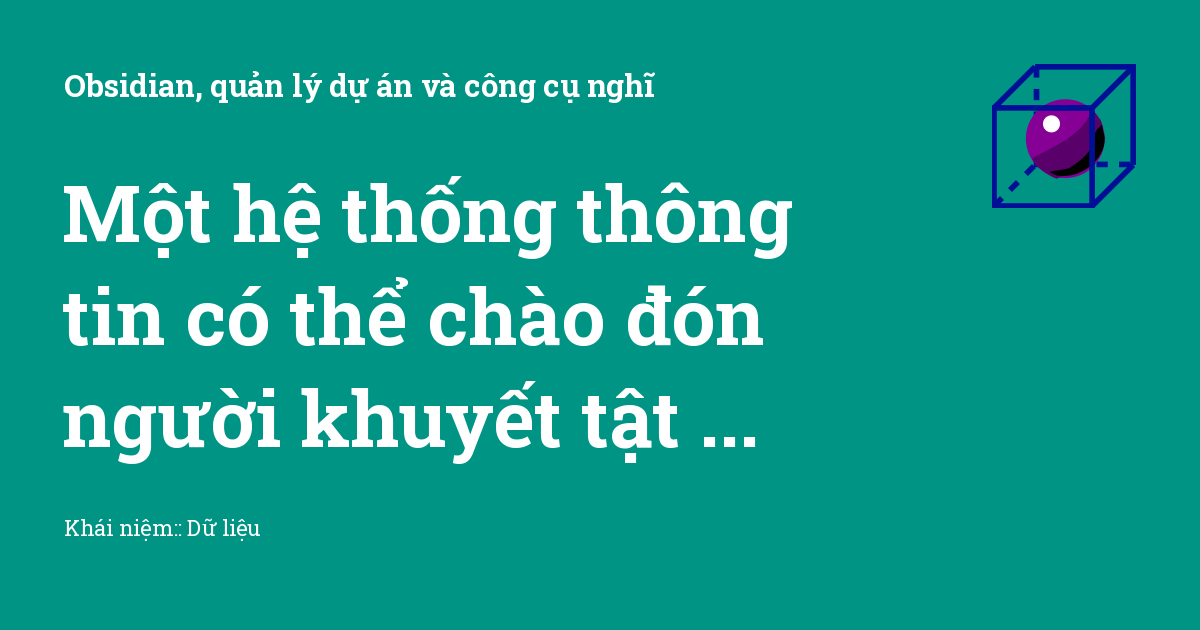 Obsidian, quản lý dự án và công cụ nghĩ
Một hệ thống thông
tin có thể chào đón
người khuyết tật ...
Khái niệm:: Dữ liệu